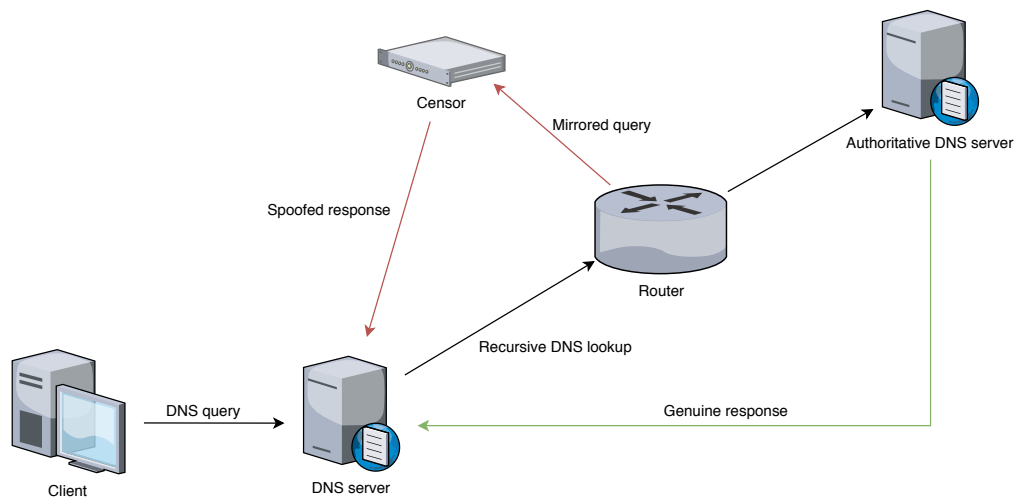 Censor
Mirrored query
Authoritative DNS server
Spoofed response
Router
Recursive DNS lookup
DNS query
Genuine response
Client
DNS server